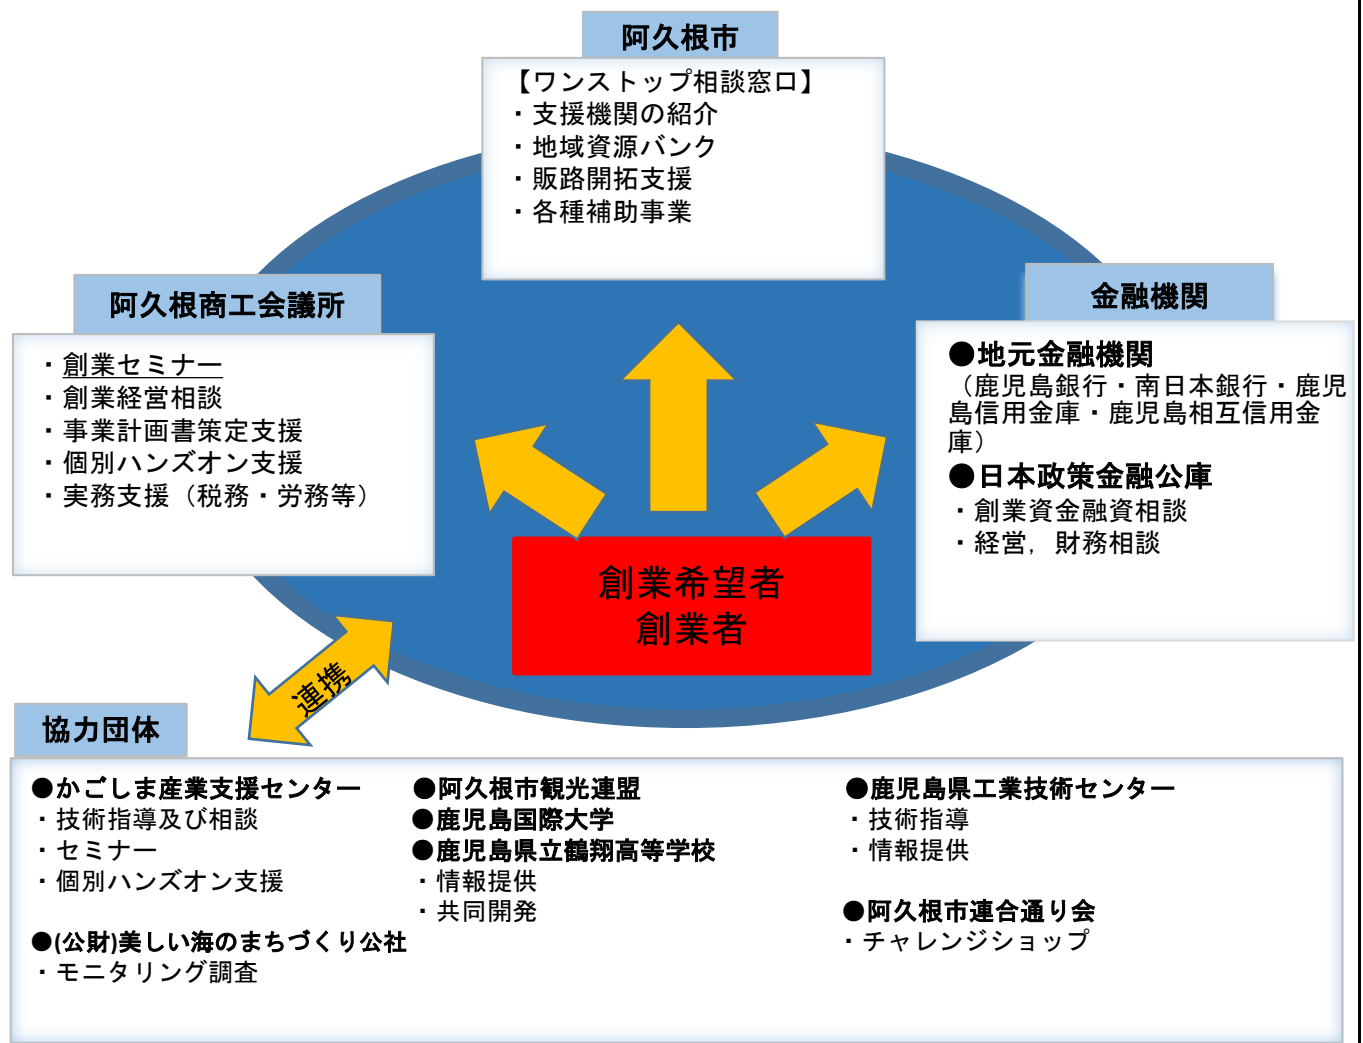 阿久根市
【ワンストップ相談窓口】
・支援機関の紹介
・地域資源バンク
・販路開拓支援
・各種補助事業
阿久根商工会議所
・創業セミナー
・創業経営相談
・事業計画書策定支援
・個別ハンズオン支援
・実務支援（税務・労務等）
金融機関
●地元金融機関
（鹿児島銀行・南日本銀行・鹿児
島信用金庫・鹿児島相互信用金
庫）
●日本政策金融公庫
・創業資金融資相談
・経営，財務相談
創業希望者
創業者
連携
協力団体
●かごしま産業支援センター
・技術指導及び相談
・セミナー
・個別ハンズオン支援
●(公財)美しい海のまちづくり公社
・モニタリング調査
●阿久根市観光連盟
●鹿児島国際大学
●鹿児島県立鶴翔高等学校
・情報提供
・共同開発
●鹿児島県工業技術センター
・技術指導
・情報提供
●阿久根市連合通り会
・チャレンジショップ